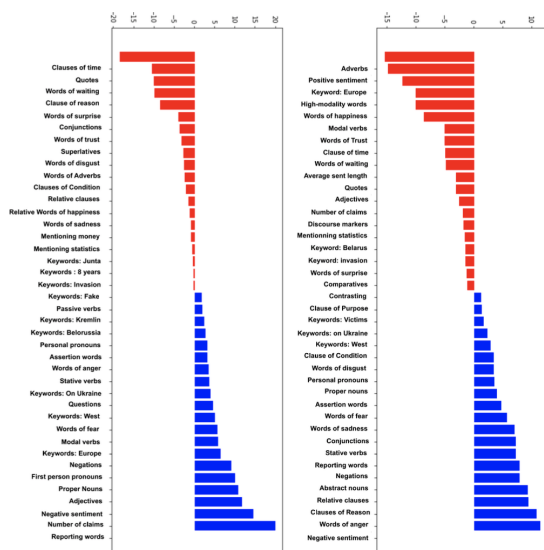 -20 -15 -10 -5 0 5 10 15 20
Clauses of time
Quotes
Words of waiting
Clause of reason
Words of surprise
Conjunctions
Words of trust
Superlatives
Words of disgust
Words of Adverbs
Clauses of Condition
Relative clauses
Relative Words of happiness
Words of sadness
Mentioning money
Mentioning statistics
Keywords: Junta
Keywords : 8 years
Keywords: Invasion
Keywords: Fake
Passive verbs
Keywords: Kremlin
Keywords: Belorussia
Personal pronouns
Assertion words
Words of anger
Stative verbs
Keywords: On Ukraine
Questions
Keywords: West
Words of fear
Modal verbs
Keywords: Europe
Negations
First person pronouns
Proper Nouns
Adjectives
Negative sentiment
Number of claims
Reporting words
-15 -10 -5 0 5 10
Adverbs
Positive sentiment
Keyword: Europe
High-modality words
Words of happiness
Modal verbs
Words of Trust
Clause of time
Words of waiting
Average sent length
Quotes
Adjectives
Number of claims
Discourse markers
Mentionning statistics
Keyword: Belarus
Keyword: invasion
Words of surprise
Comparatives
Contrasting
Clause of Purpose
Keywords: Victims
Keywords: on Ukraine
Keywords: West
Clause of Condition
Words of disgust
Personal pronouns
Proper nouns
Assertion words
Words of fear
Words of sadness
Conjunctions
Stative verbs
Reporting words
Negations
Abstract nouns
Relative clauses
Clauses of Reason
Words of anger
Negative sentiment